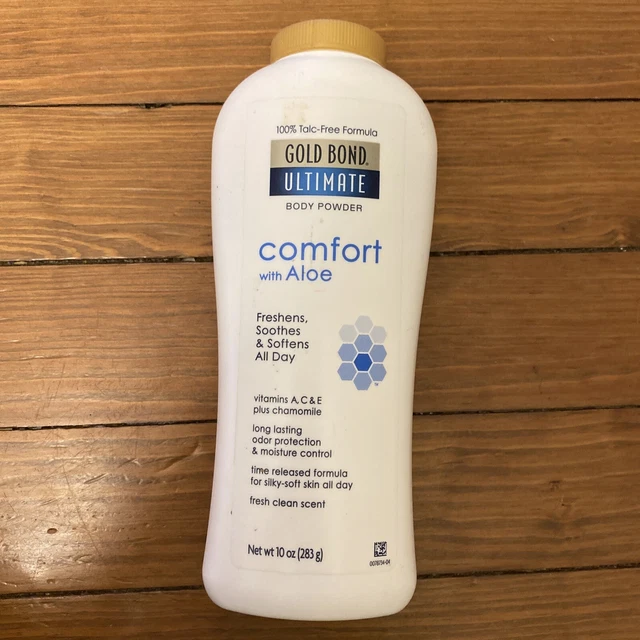 100% Talc-Free Formula
GOLD BOND®
ULTIMATE
BODY POWDER
comfort
with Aloe
Freshens,
Soothes
& Softens
All Day
™
vitamins A, C & E
plus chamomile
long lasting
odor protection
& moisture control
time released formula
for silky-soft skin all day
fresh clean scent
Net wt 10 oz (283 g)